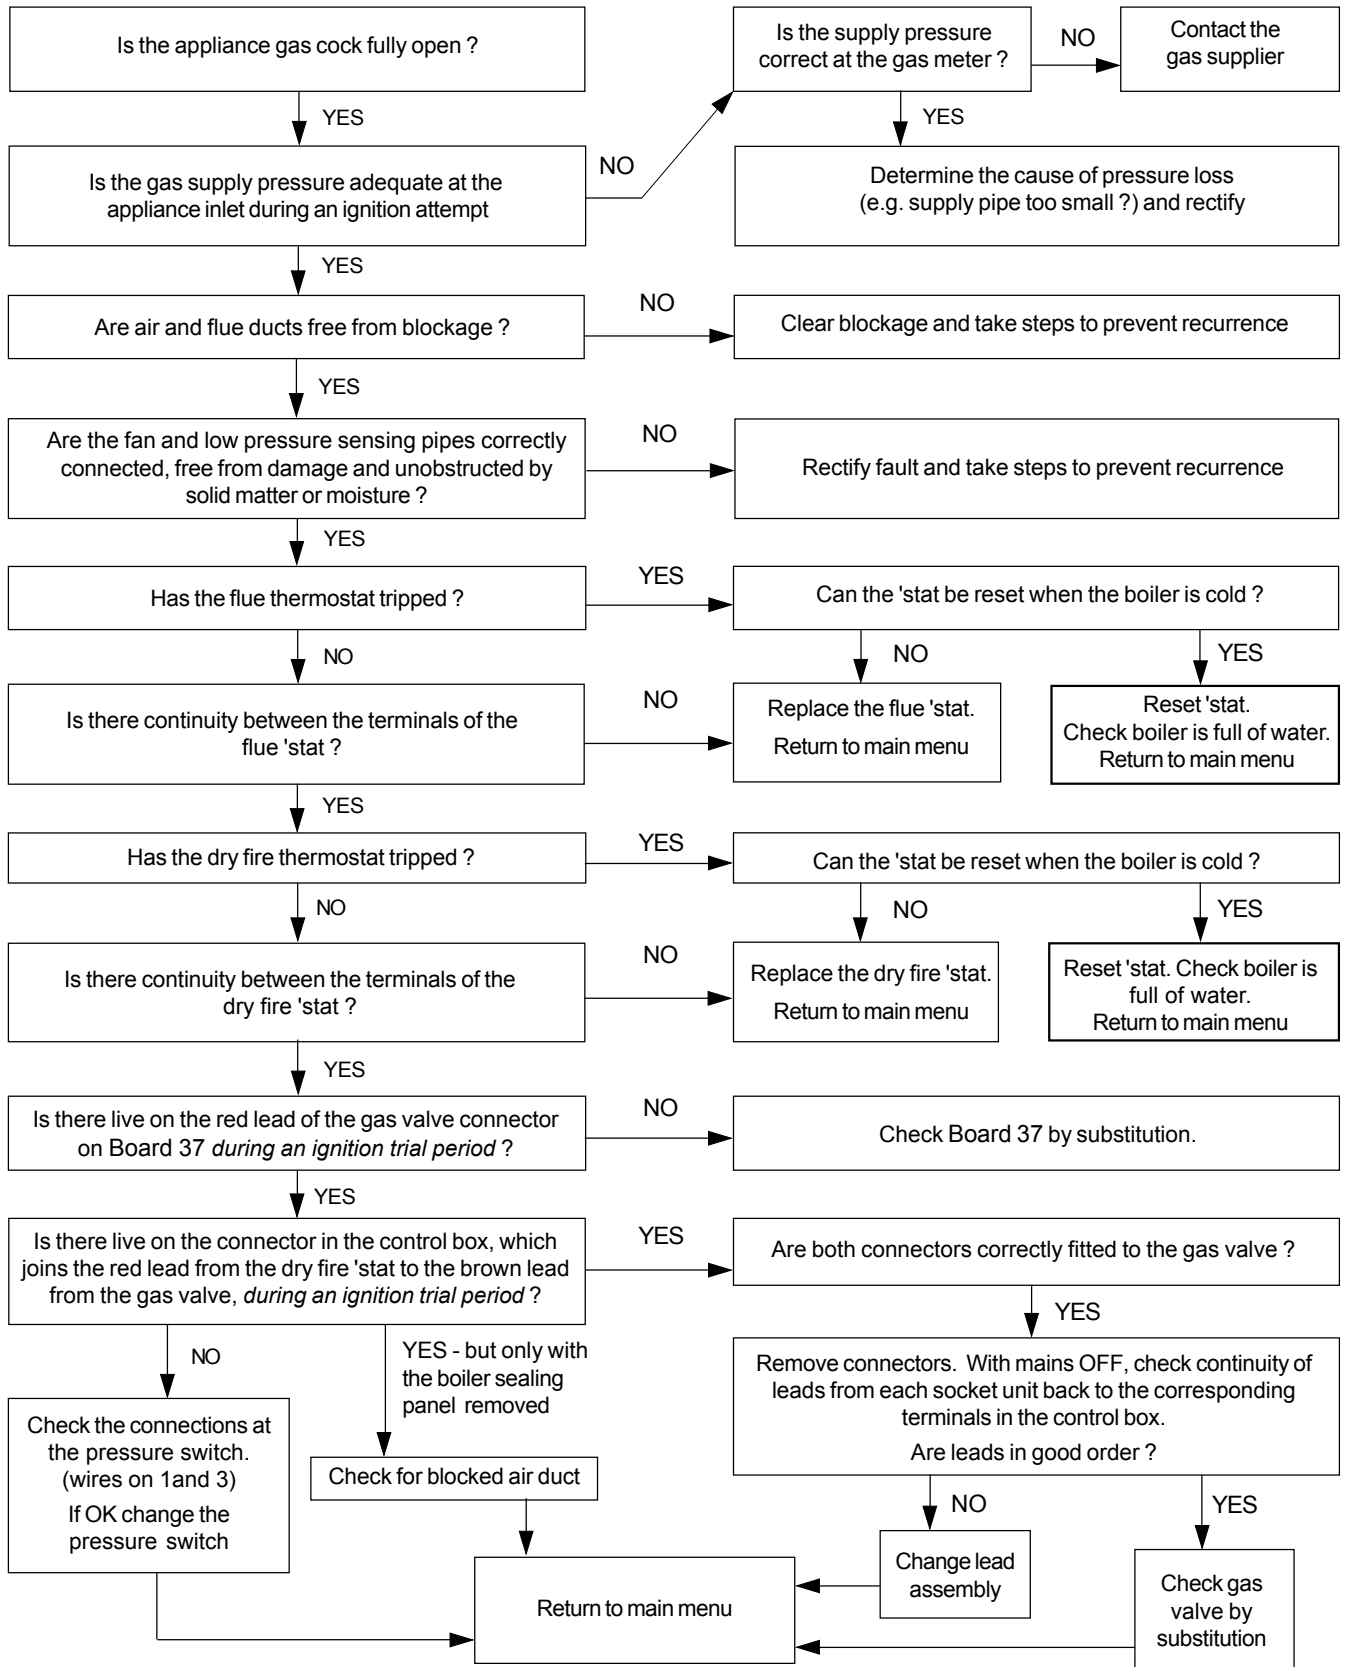 Is the appliance gas cock fully open ?
Is the supply pressure
correct at the gas meter ?
NO
Contact the
gas supplier
YES
YES
Is the gas supply pressure adequate at the
appliance inlet during an ignition attempt
NO
Determine the cause of pressure loss
(e.g. supply pipe too small ?) and rectify
YES
Are air and flue ducts free from blockage ?
NO
Clear blockage and take steps to prevent recurrence
YES
Are the fan and low pressure sensing pipes correctly
connected, free from damage and unobstructed by
solid matter or moisture ?
NO
Rectify fault and take steps to prevent recurrence
YES
Has the flue thermostat tripped ?
YES
Can the 'stat be reset when the boiler is cold ?
NO
NO
YES
Is there continuity between the terminals of the
flue 'stat ?
NO
Replace the flue 'stat.
Return to main menu
Reset 'stat.
Check boiler is full of water.
Return to main menu
YES
Has the dry fire thermostat tripped ?
YES
Can the 'stat be reset when the boiler is cold ?
NO
NO
YES
Is there continuity between the terminals of the
dry fire 'stat ?
NO
Replace the dry fire 'stat.
Return to main menu
Reset 'stat. Check boiler is
full of water.
Return to main menu
YES
Is there live on the red lead of the gas valve connector
on Board 37 during an ignition trial period ?
NO
Check Board 37 by substitution.
YES
Is there live on the connector in the control box, which
joins the red lead from the dry fire 'stat to the brown lead
from the gas valve, during an ignition trial period ?
YES
Are both connectors correctly fitted to the gas valve ?
YES
NO
YES - but only with
the boiler sealing
panel removed
Remove connectors. With mains OFF, check continuity of
leads from each socket unit back to the corresponding
terminals in the control box.
Are leads in good order ?
Check the connections at
the pressure switch.
(wires on 1and 3)
If OK change the
pressure switch
Check for blocked air duct
NO
YES
Change lead
assembly
Check gas
valve by
substitution
Return to main menu